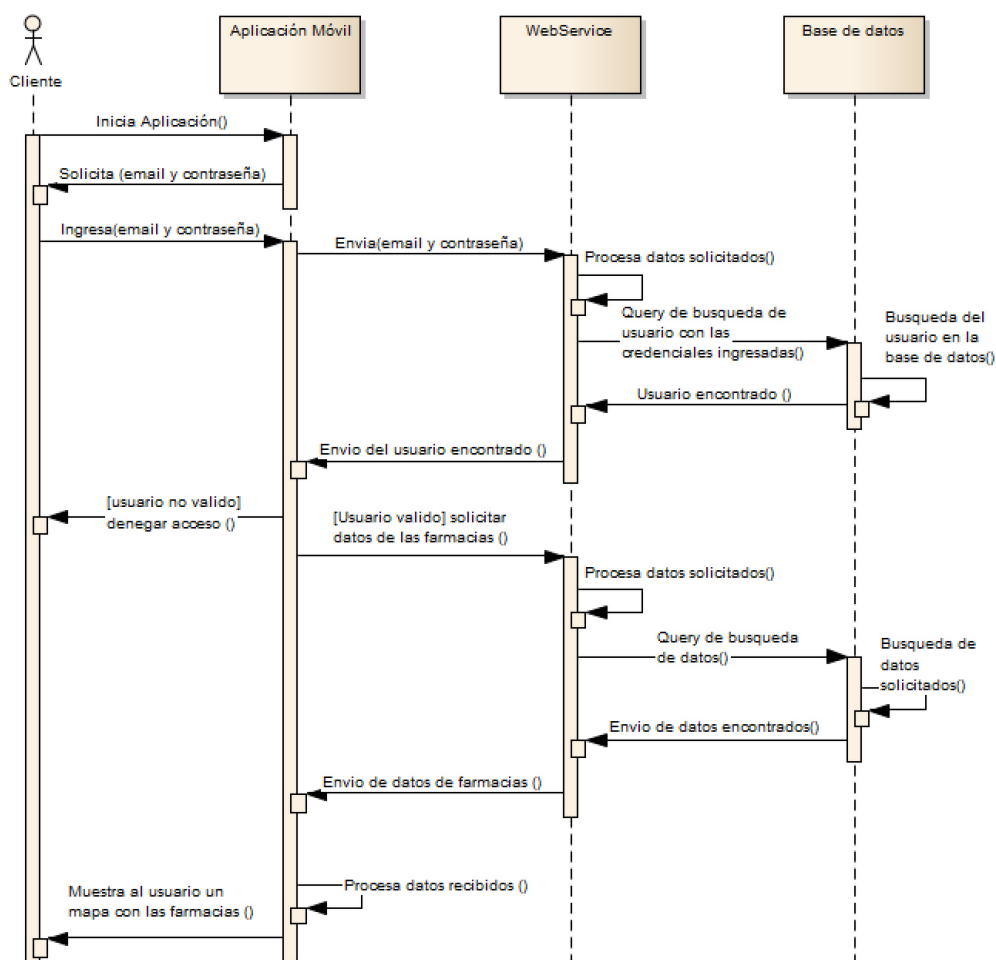 Cliente
Aplicación Móvil
WebService
Base de datos
Inicia Aplicación()
Solicita (email y contraseña)
Ingresa(email y contraseña)
Envia(email y contraseña)
Procesa datos solicitados()
Query de busqueda de
usuario con las
credenciales ingresadas()
Busqueda del
usuario en la
base de datos()
Usuario encontrado ()
Envio del usuario encontrado ()
[usuario no valido]
denegar acceso ()
[Usuario valido] solicitar
datos de las farmacias ()
Procesa datos solicitados()
Query de busqueda
de datos()
Busqueda de
datos
solicitados()
Envio de datos encontrados()
Envio de datos de farmacias ()
Procesa datos recibidos ()
Muestra al usuario un
mapa con las farmacias ()